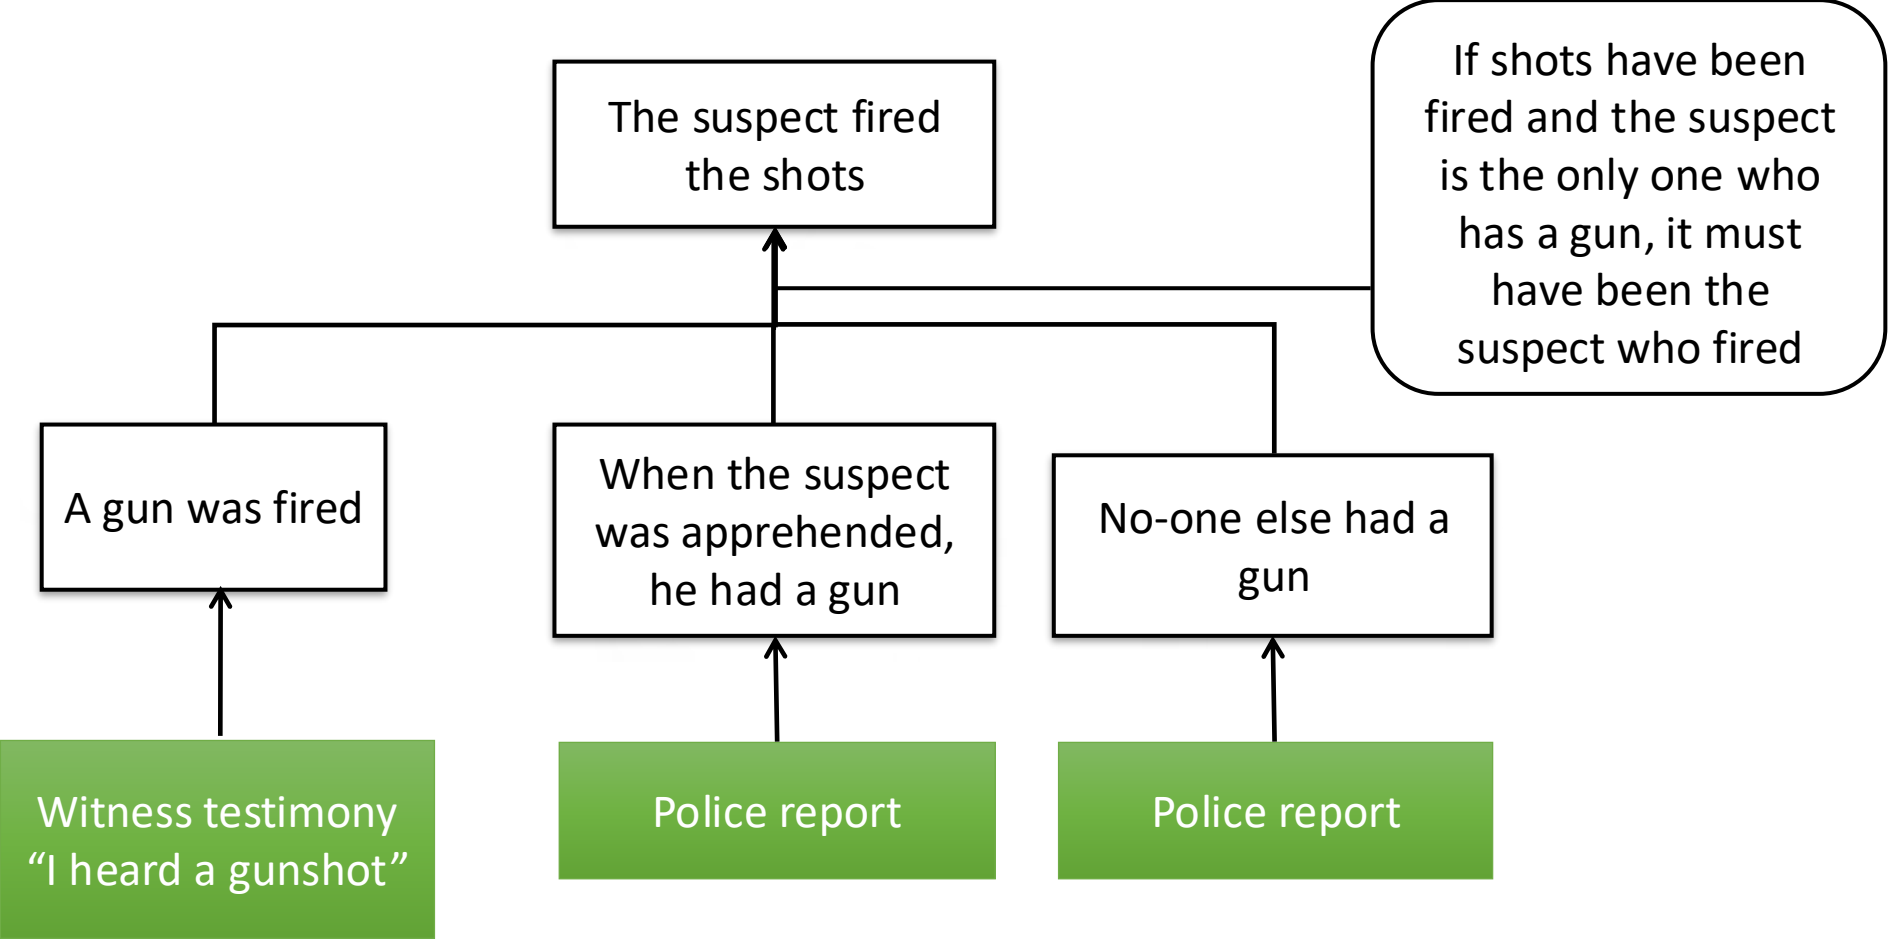 The suspect fired
the shots
If shots have been
fired and the suspect
is the only one who
has a gun, it must
have been the
suspect who fired
A gun was fired
When the suspect
was apprehended,
he had a gun
No-one else had a
gun
Witness testimony
“I heard a gunshot”
Police report
Police report